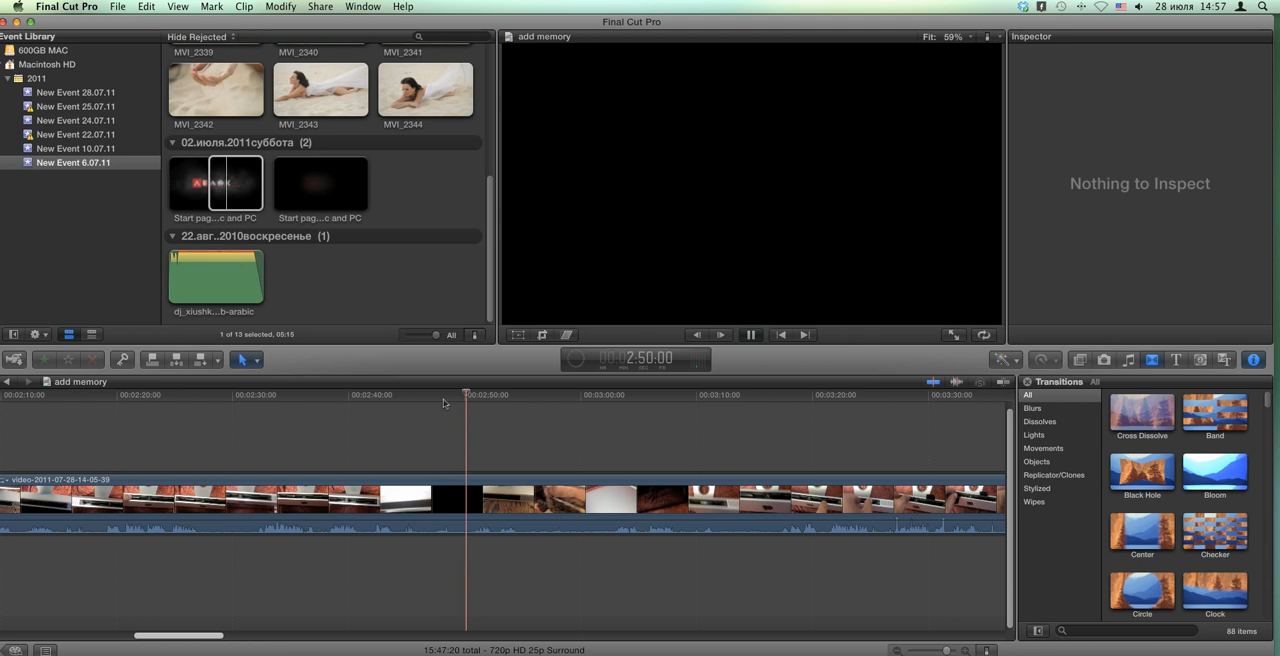 Final Cut Pro File Edit View Mark Clip Modify Share Window Help 28 июля 14:57
Final Cut Pro
Event Library
Hide Rejected
add memory
Fit: 59%
Inspector
600GB MAC
Macintosh HD
2011
New Event 28.07.11
New Event 25.07.11
New Event 24.07.11
New Event 22.07.11
New Event 10.07.11
New Event 6.07.11
MVI_2339 MVI_2340 MVI_2341
MVI_2342 MVI_2343 MVI_2344
02.июля.2011суббота (2)
Start pag...c and PC Start pag...c and PC
22.авг..2010воскресенье (1)
dj_xiushk...b-arabic
Nothing to Inspect
1 of 13 selected, 05:15
All
2:50:00
HR MIN SEC FR
add memory
00:02:10:00 00:02:20:00 00:02:30:00 00:02:40:00 00:02:50:00 00:03:00:00 00:03:10:00 00:03:20:00 00:03:30:00
video-2011-07-28-14-05-39
Transitions All
All
Blurs
Dissolves
Lights
Movements
Objects
Replicator/Clones
Stylized
Wipes
Cross Dissolve Band
Black Hole Bloom
Center Checker
Circle Clock
88 items
15:47:20 total - 720p HD 25p Surround